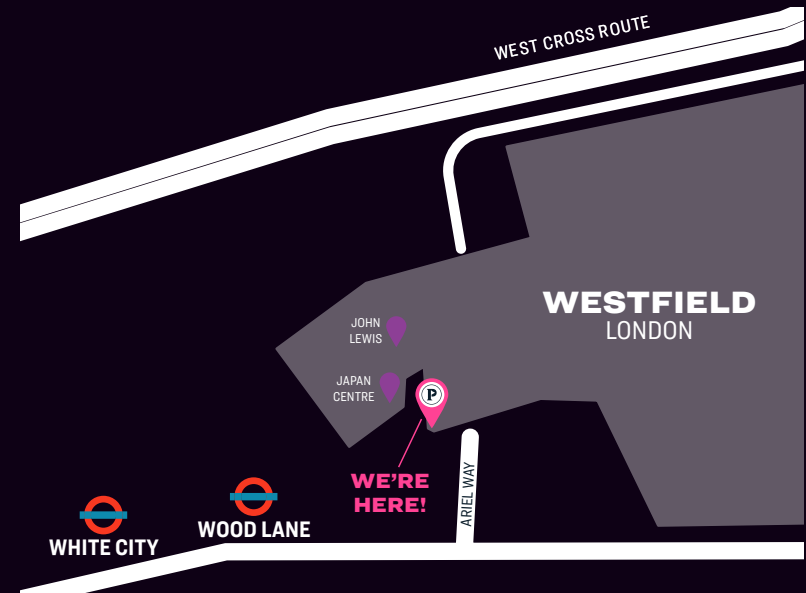 WEST CROSS ROUTE
WESTFIELD
LONDON
JOHN
LEWIS
JAPAN
CENTRE
P
WE'RE
HERE!
ARIEL WAY
WOOD LANE
WHITE CITY